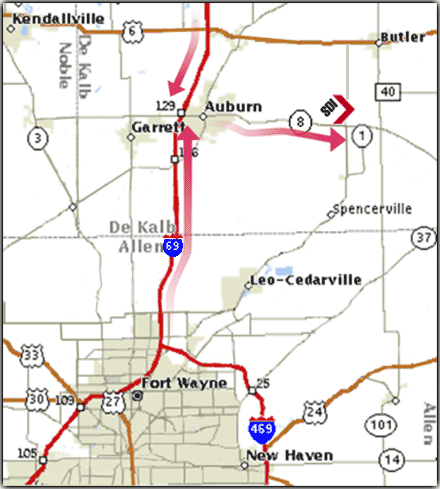 Kendallville
6
Butler
De Kalb
Noble
40
129
Auburn
SDI
8
3
Garrett
1
Spencerville
De Kalb
Allen
69
37
Leo-Cedarville
33
Fort Wayne
25
30
109
27
24
469
101
Allen
105
New Haven
14